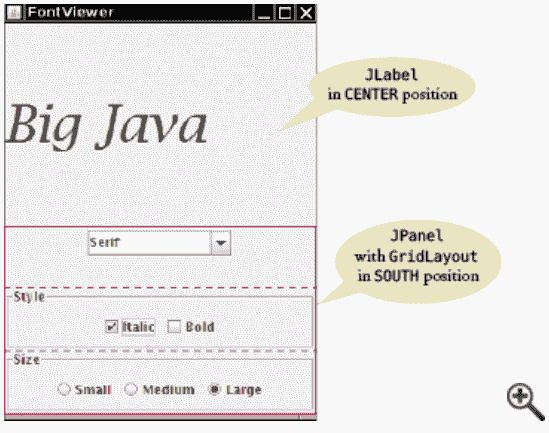 FontViewer
JLabel
in CENTER position
Big Java
Serif
JPanel
with GridLayout
in SOUTH position
Style
Italic Bold
Size
Small Medium Large